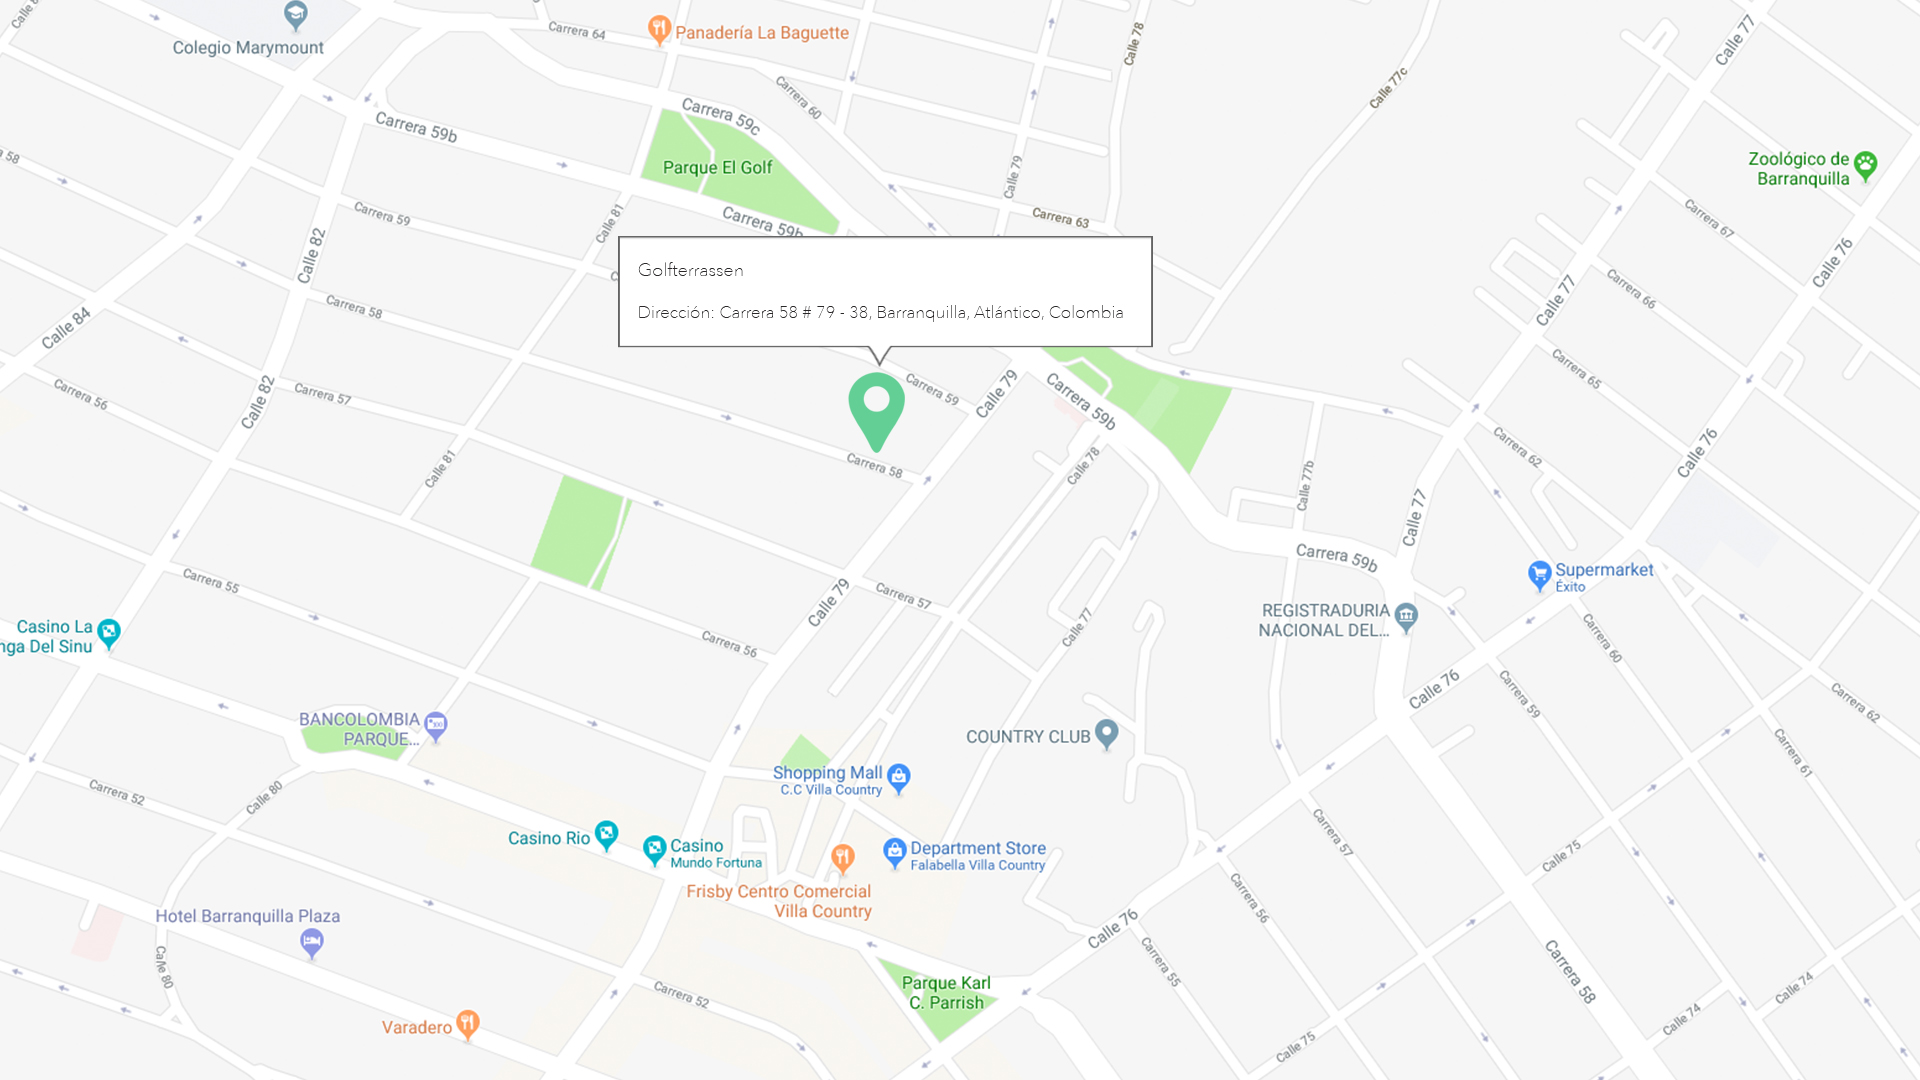 Calle 77
Carrera 64
Calle 78
Panadería La Baguette
Colegio Marymount
Calle 77c
Carrera 60
Carrera 59c
Carrera 59b
Zoológico de
Barranquilla
Parque El Golf
Calle 79
Carrera 59
Carrera 63
Carrera 59b
Carrera 67
Calle 81
Calle 82
Calle 76
Golfterrassen
Dirección: Carrera 58 # 79 - 38, Barranquilla, Atlántico, Colombia
Carrera 66
Calle 77
Carrera 58
Calle 84
Carrera 65
Carrera 59
Calle 79
Carrera 59b
Carrera 56
Calle 82
Carrera 57
Carrera 62
Calle 76
Calle 81
Carrera 58
Calle 78
Calle 77b
Calle 77
Carrera 59b
Supermarket
Éxito
Carrera 55
Calle 79
Carrera 57
Casino La
nga Del Sinu
REGISTRADURIA
NACIONAL DEL...
Calle 77
Carrera 56
Carrera 60
Calle 76
Carrera 59
Carrera 62
BANCOLOMBIA
PARQUE...
COUNTRY CLUB
Carrera 61
Shopping Mall
C.C Villa Country
Carrera 52
Calle 80
Casino Rio
Casino
Mundo Fortuna
Department Store
Falabella Villa Country
Carrera 57
Calle 75
Frisby Centro Comercial
Villa Country
Carrera 56
Hotel Barranquilla Plaza
Calle 76
Calle 80
Carrera 55
Carrera 58
Parque Karl
C. Parrish
Carrera 52
Calle 74
Varadero
Calle 74
Calle 75